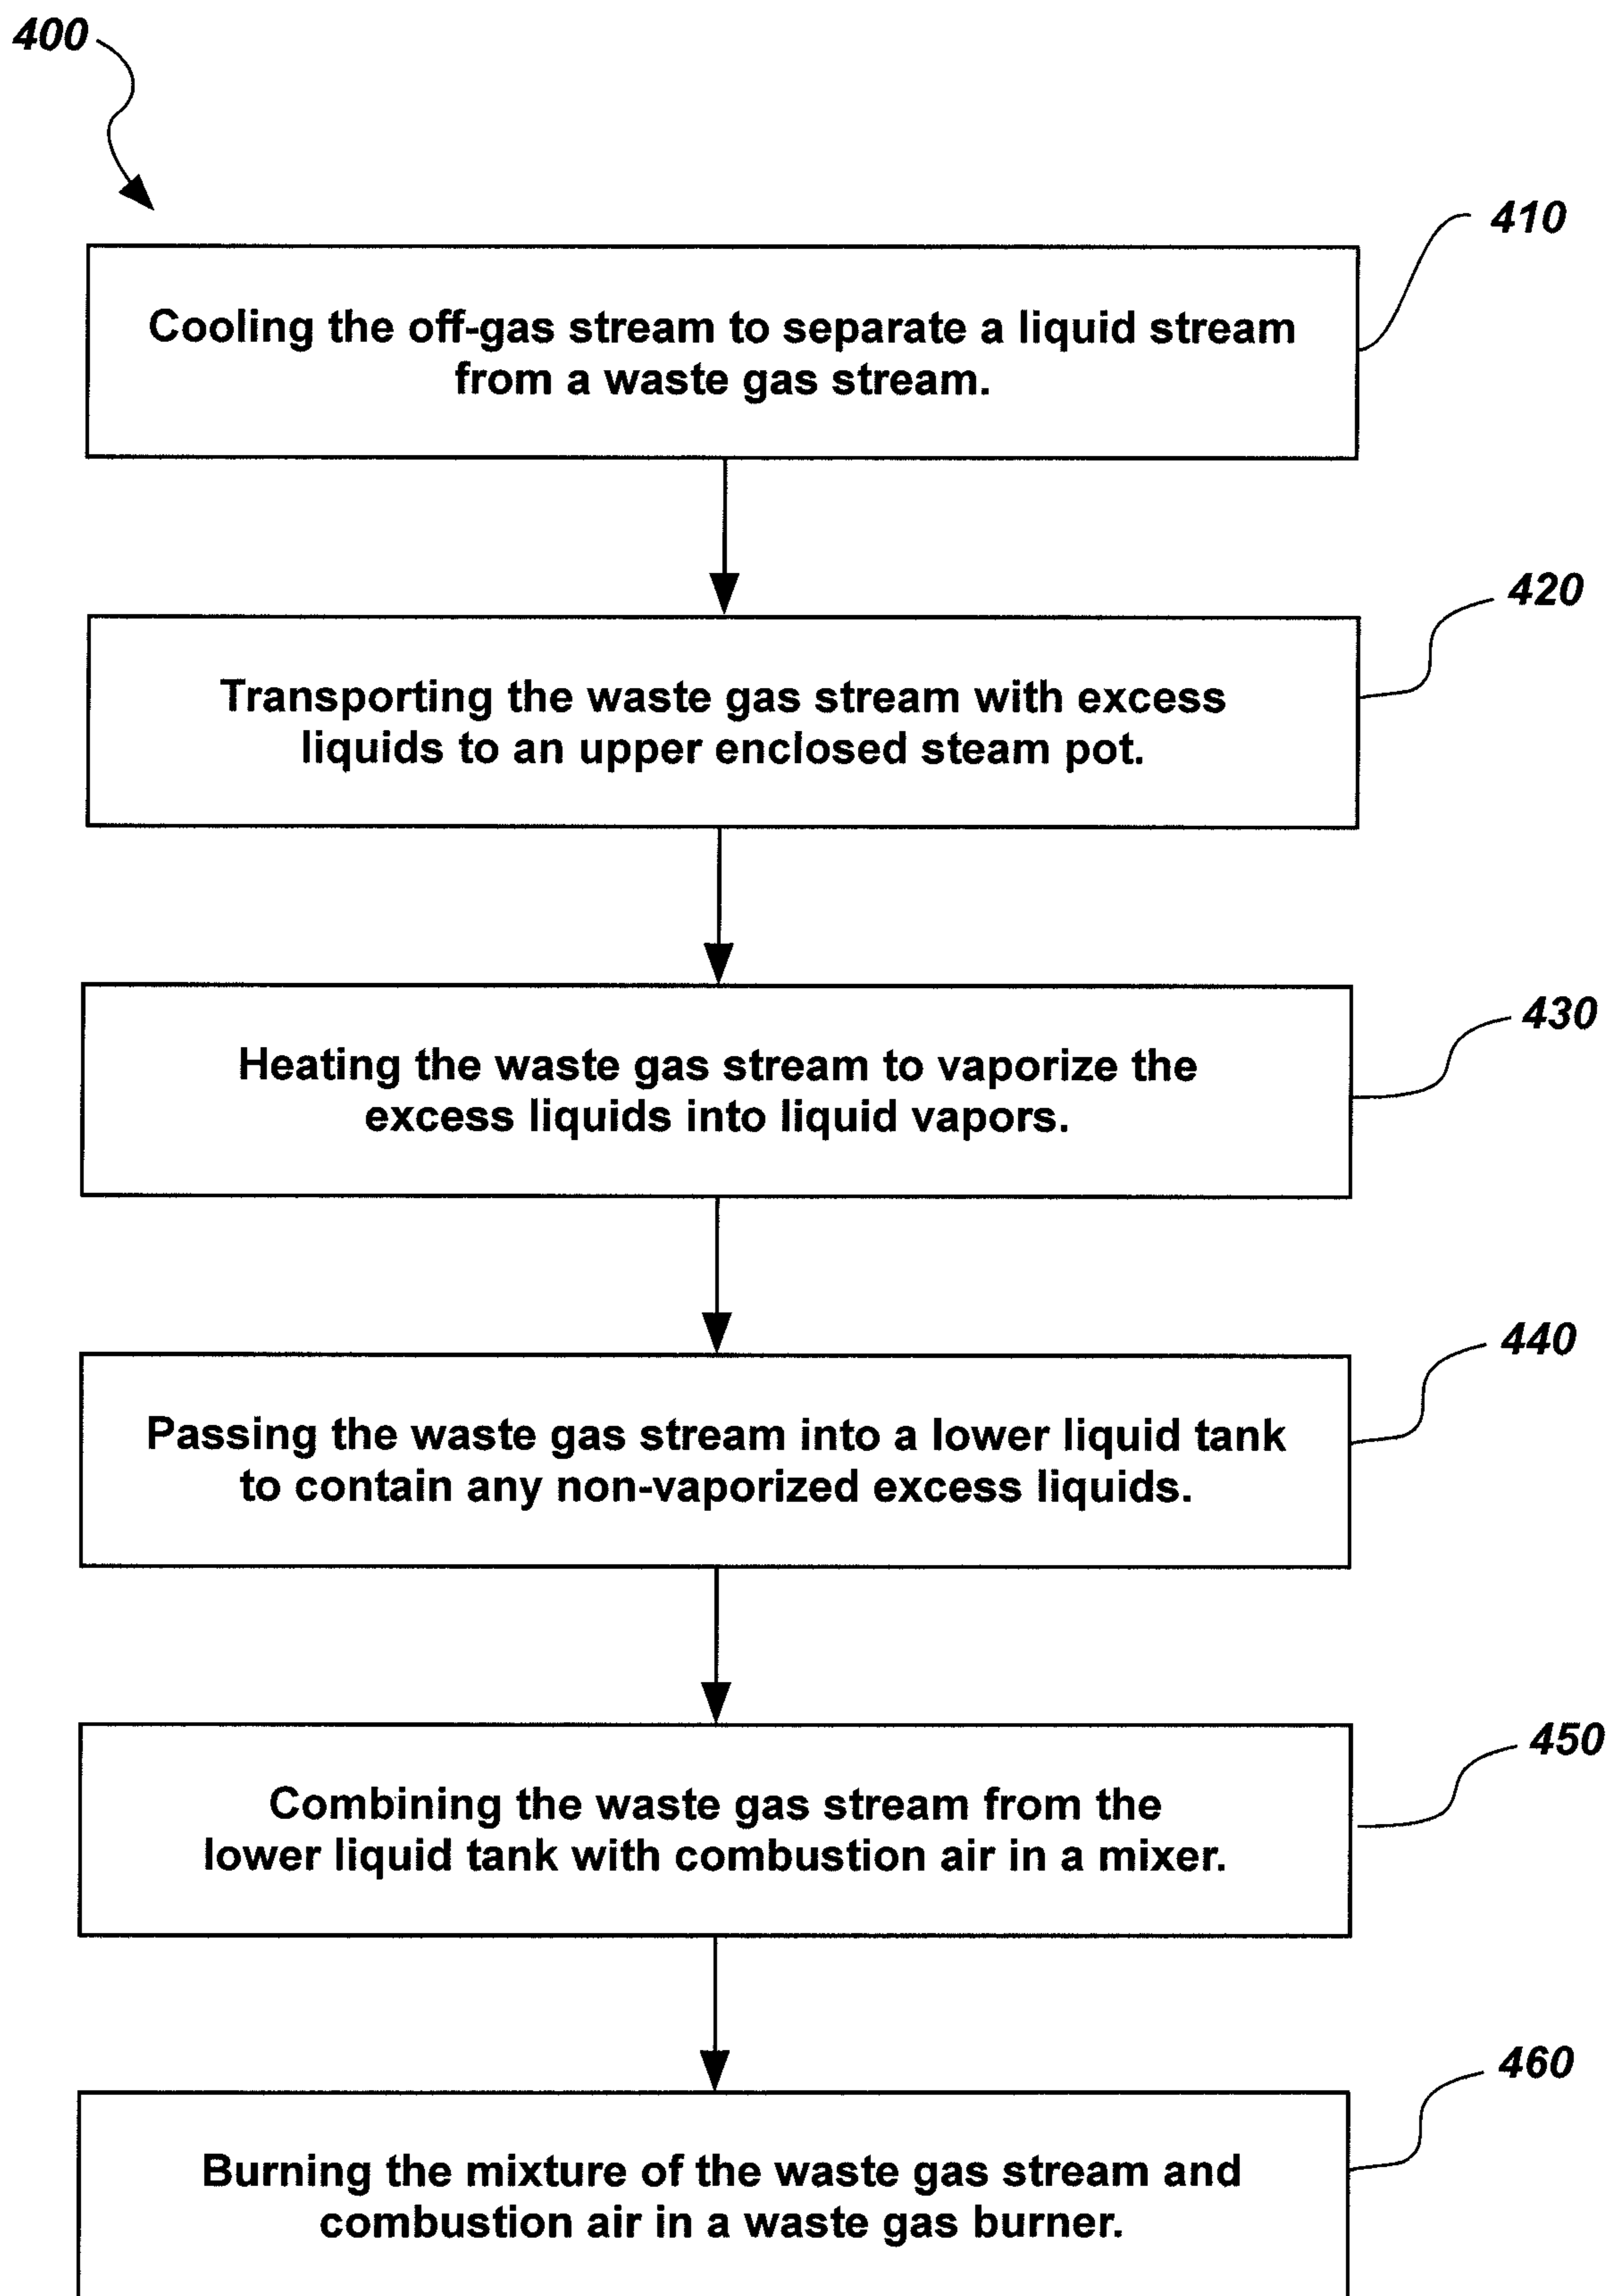 400
410
Cooling the off-gas stream to separate a liquid stream
from a waste gas stream.
420
Transporting the waste gas stream with excess
liquids to an upper enclosed steam pot.
430
Heating the waste gas stream to vaporize the
excess liquids into liquid vapors.
440
Passing the waste gas stream into a lower liquid tank
to contain any non-vaporized excess liquids.
450
Combining the waste gas stream from the
lower liquid tank with combustion air in a mixer.
460
Burning the mixture of the waste gas stream and
combustion air in a waste gas burner.